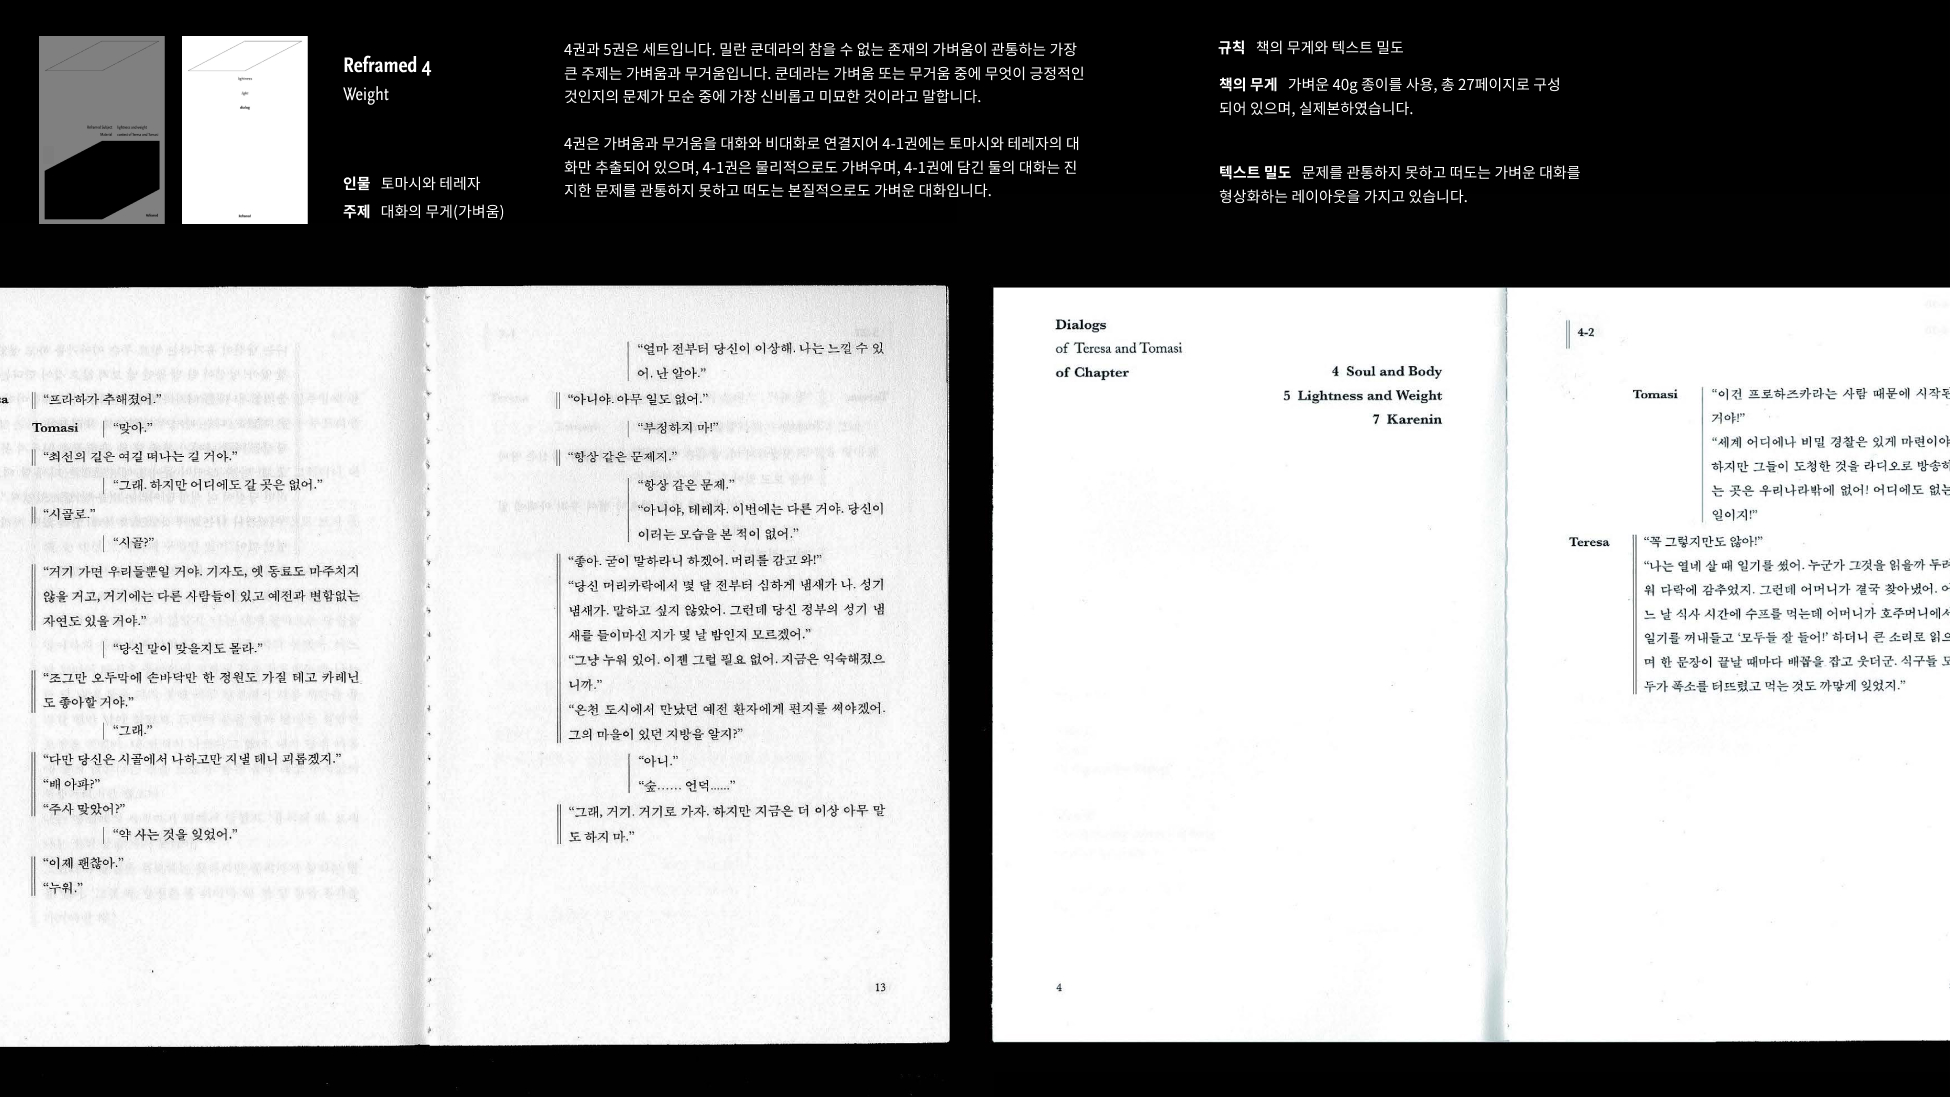 lightness
light
dialog
Reframed
Reframed
Reframed 4
Weight
인물 토마시와 테레자
주제 대화의 무게(가벼움)
4권과 5권은 세트입니다. 밀란 쿤데라의 참을 수 없는 존재의 가벼움이 관통하는 가장
큰 주제는 가벼움과 무거움입니다. 쿤데라는 가벼움 또는 무거움 중에 무엇이 긍정적인
것인지의 문제가 모순 중에 가장 신비롭고 미묘한 것이라고 말합니다.
4권은 가벼움과 무거움을 대화와 비대화로 연결지어 4-1권에는 토마시와 테레자의 대
화만 추출되어 있으며, 4-1권은 물리적으로도 가벼우며, 4-1권에 담긴 둘의 대화는 진
지한 문제를 관통하지 못하고 떠도는 본질적으로도 가벼운 대화입니다.
규칙 책의 무게와 텍스트 밀도
책의 무게 가벼운 40g 종이를 사용, 총 27페이지로 구성
되어 있으며, 실제본하였습니다.
텍스트 밀도 문제를 관통하지 못하고 떠도는 가벼운 대화를
형상화하는 레이아웃을 가지고 있습니다.
“프라하가 추해졌어.”
Tomasi “맞아.”
“최선의 길은 여길 떠나는 길 거야.”
“그래. 하지만 어디에도 갈 곳은 없어.”
“시골로.”
“시골?”
“거기 가면 우리들뿐일 거야. 기자도, 옛 동료도 마주치지
않을 거고, 거기에는 다른 사람들이 있고 예전과 변함없는
자연도 있을 거야.”
“당신 말이 맞을지도 몰라.”
“조그만 오두막에 손바닥만 한 정원도 가질 테고 카레닌
도 좋아할 거야.”
“그래.”
“다만 당신은 시골에서 나하고만 지낼 테니 괴롭겠지.”
“배 아파?”
“주사 맞았어?”
“약 사는 것을 잊었어.”
“이제 괜찮아.”
“누워.”
“얼마 전부터 당신이 이상해. 나는 느낄 수 있
어. 난 알아.”
“아니야. 아무 일도 없어.”
“부정하지 마!”
“항상 같은 문제지.”
“항상 같은 문제.”
“아니야, 테레자. 이번에는 다른 거야. 당신이
이러는 모습을 본 적이 없어.”
“좋아. 굳이 말하라니 하겠어. 머리를 감고 와!”
“당신 머리카락에서 몇 달 전부터 심하게 냄새가 나. 성기
냄새가. 말하고 싶지 않았어. 그런데 당신 정부의 성기 냄
새를 들이마신 지가 몇 날 밤인지 모르겠어.”
“그냥 누워 있어. 이젠 그럴 필요 없어. 지금은 익숙해졌으
니까.”
“온천 도시에서 만났던 예전 환자에게 편지를 써야겠어.
그의 마을이 있던 지방을 알지?”
“아니.”
“숲…… 언덕......”
“그래, 거기. 거기로 가자. 하지만 지금은 더 이상 아무 말
도 하지 마.”
13
Dialogs
of Teresa and Tomasi
of Chapter
4 Soul and Body
5 Lightness and Weight
7 Karenin
4
4-2
Tomasi “이건 프로하즈카라는 사람 때문에 시작된
거야!”
“세계 어디에나 비밀 경찰은 있게 마련이야
하지만 그들이 도청한 것을 라디오로 방송하
는 곳은 우리나라밖에 없어! 어디에도 없는
일이지!”
Teresa “꼭 그렇지만도 않아!”
“나는 열네 살 때 일기를 썼어. 누군가 그것을 읽을까 두려
워 다락에 감추었지. 그런데 어머니가 결국 찾아냈어. 어
느 날 식사 시간에 수프를 먹는데 어머니가 호주머니에서
일기를 꺼내들고 ‘모두들 잘 들어!’ 하더니 큰 소리로 읽으
며 한 문장이 끝날 때마다 배꼽을 잡고 웃더군. 식구들 모
두가 폭소를 터뜨렸고 먹는 것도 까맣게 잊었지.”